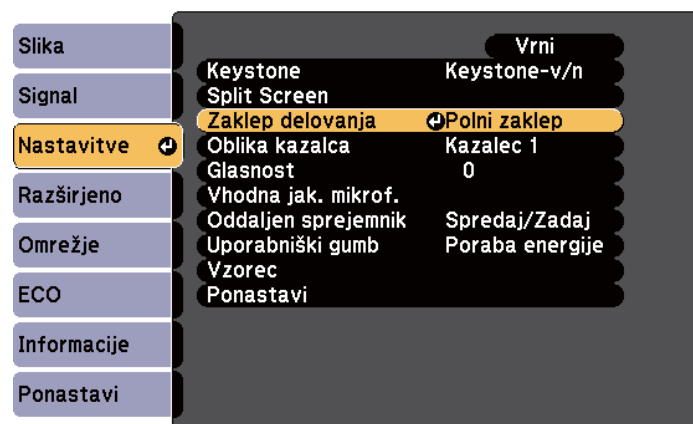 Slika
Signal
Nastavitve
Razširjeno
Omrežje
ECO
Informacije
Ponastavi
Vrni
Keystone Keystone-v/n
Split Screen
Zaklep delovanja Polni zaklep
Oblika kazalca Kazalec 1
Glasnost 0
Vhodna jak. mikrof.
Oddaljen sprejemnik Spredaj/Zadaj
Uporabniški gumb Poraba energije
Vzorec
Ponastavi